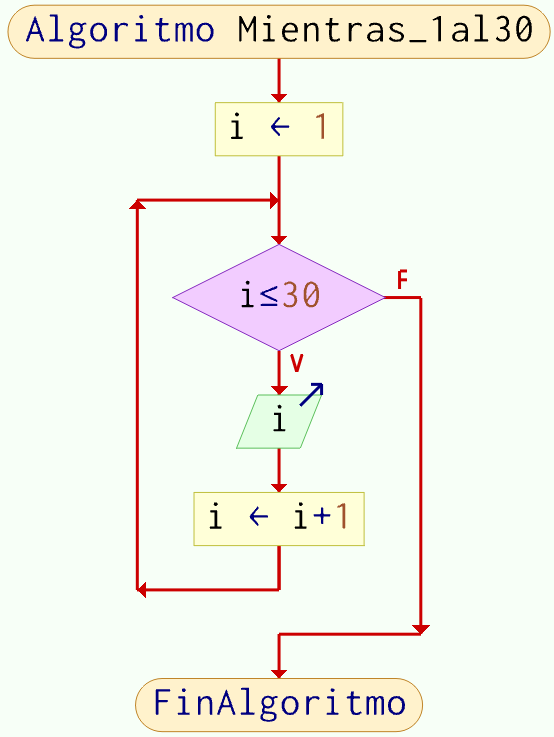 Algoritmo Mientras_1al30
i ← 1
i≤30
F
V
i
i ← i+1
FinAlgoritmo